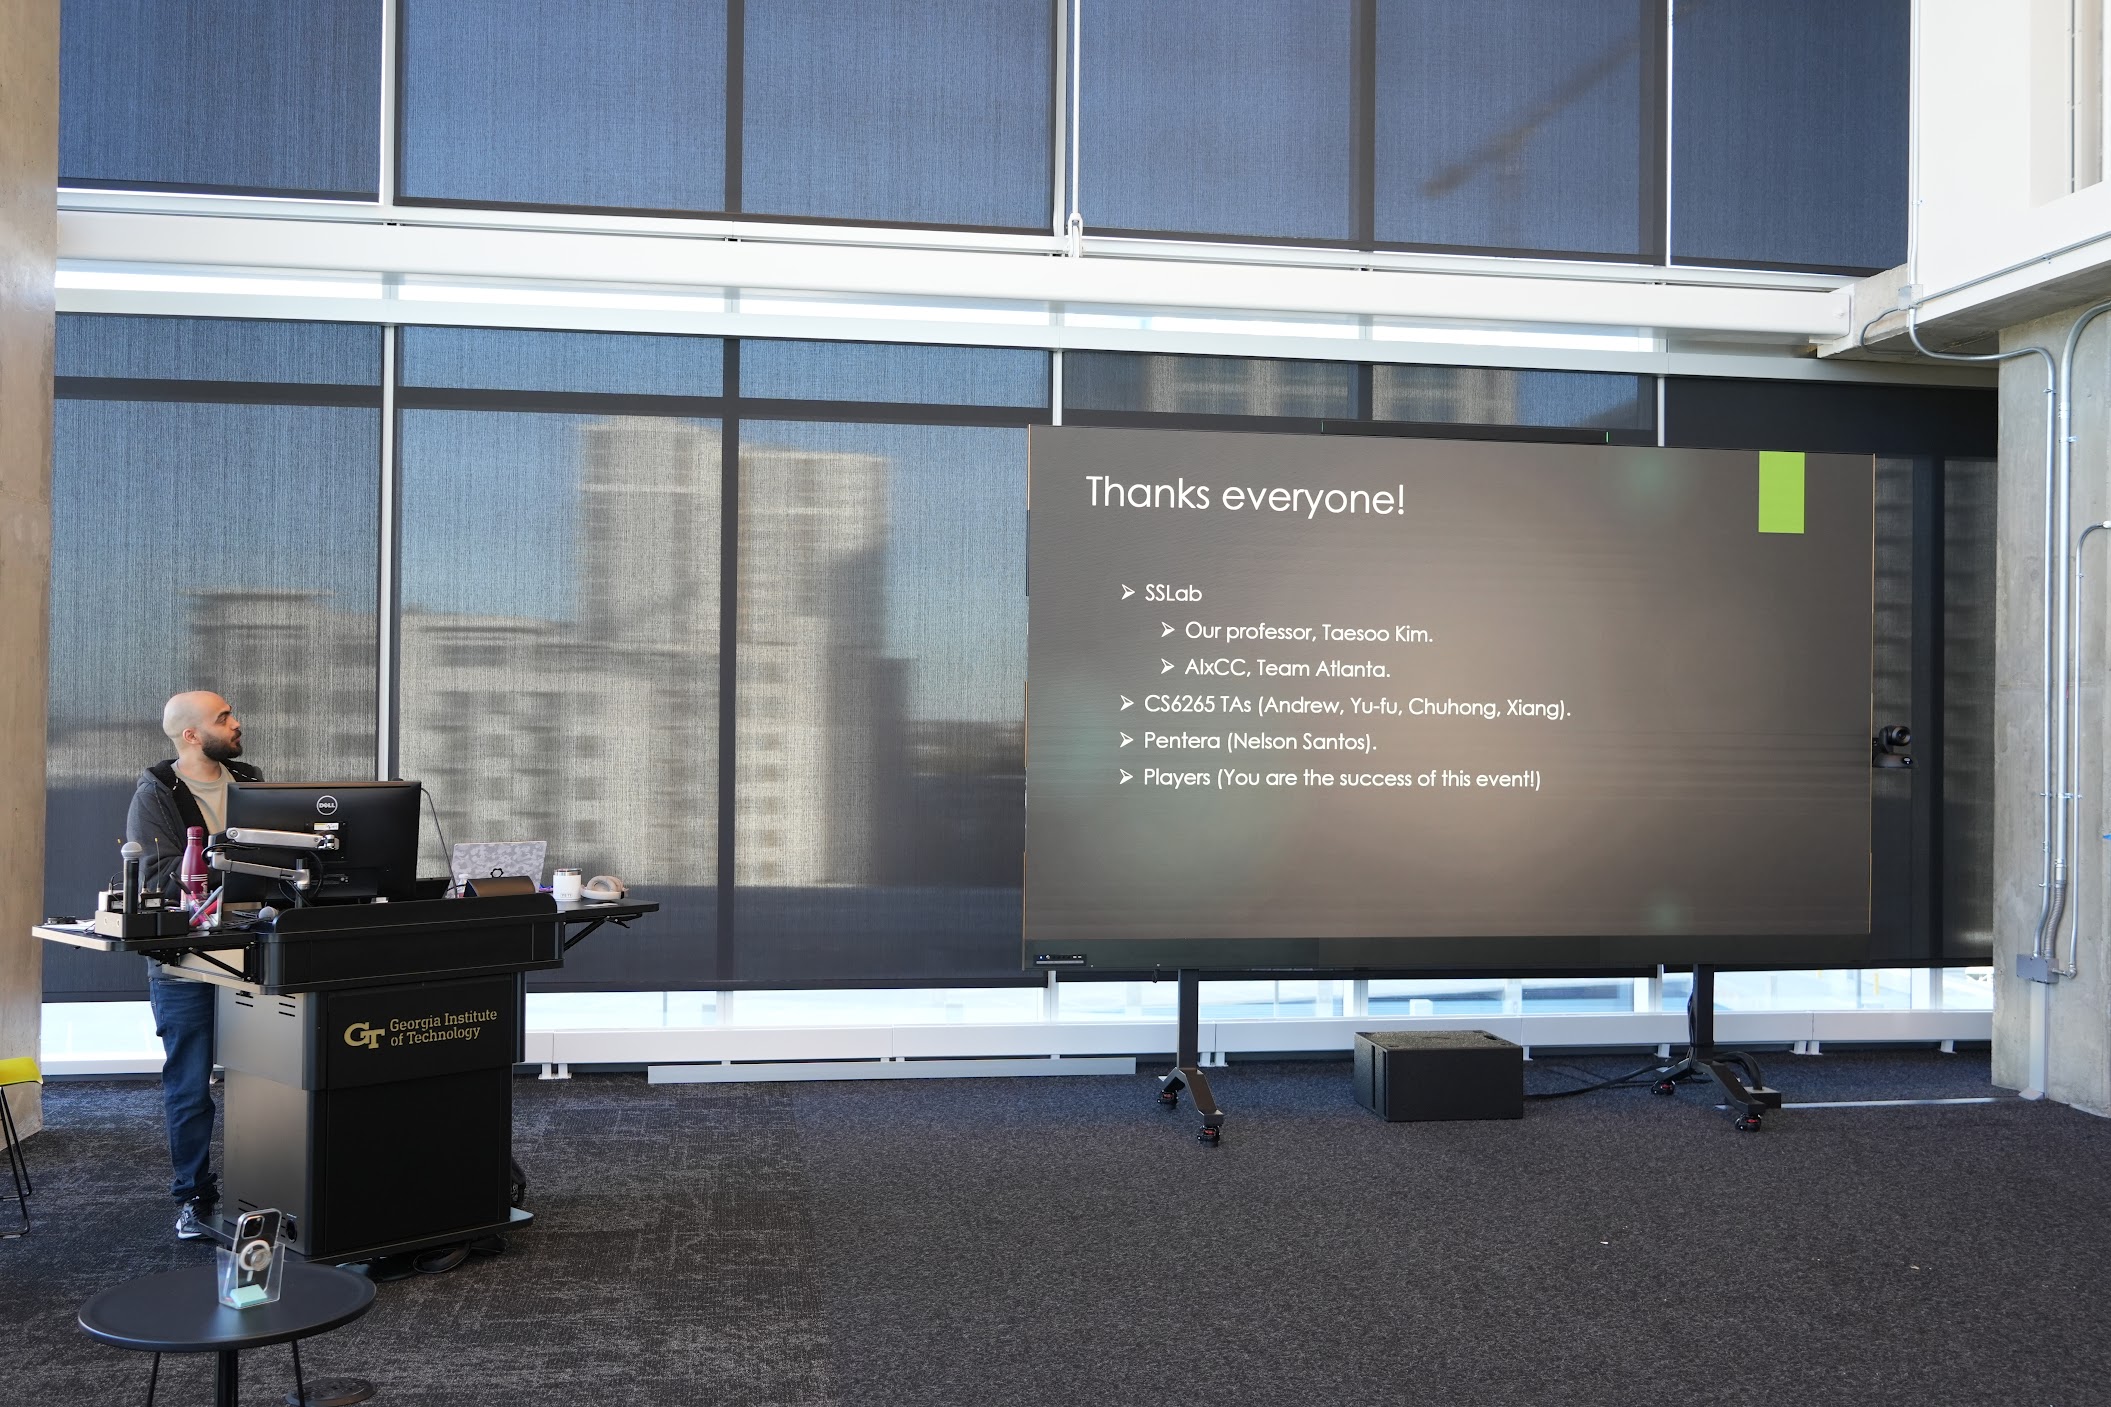 Thanks everyone!
➢ SSLab
➢ Our professor, Taesoo Kim.
➢ AIxCC, Team Atlanta.
➢ CS6265 TAs (Andrew, Yu-fu, Chuhong, Xiang).
➢ Pentera (Nelson Santos).
➢ Players (You are the success of this event!)
DELL
GT Georgia Institute
of Technology